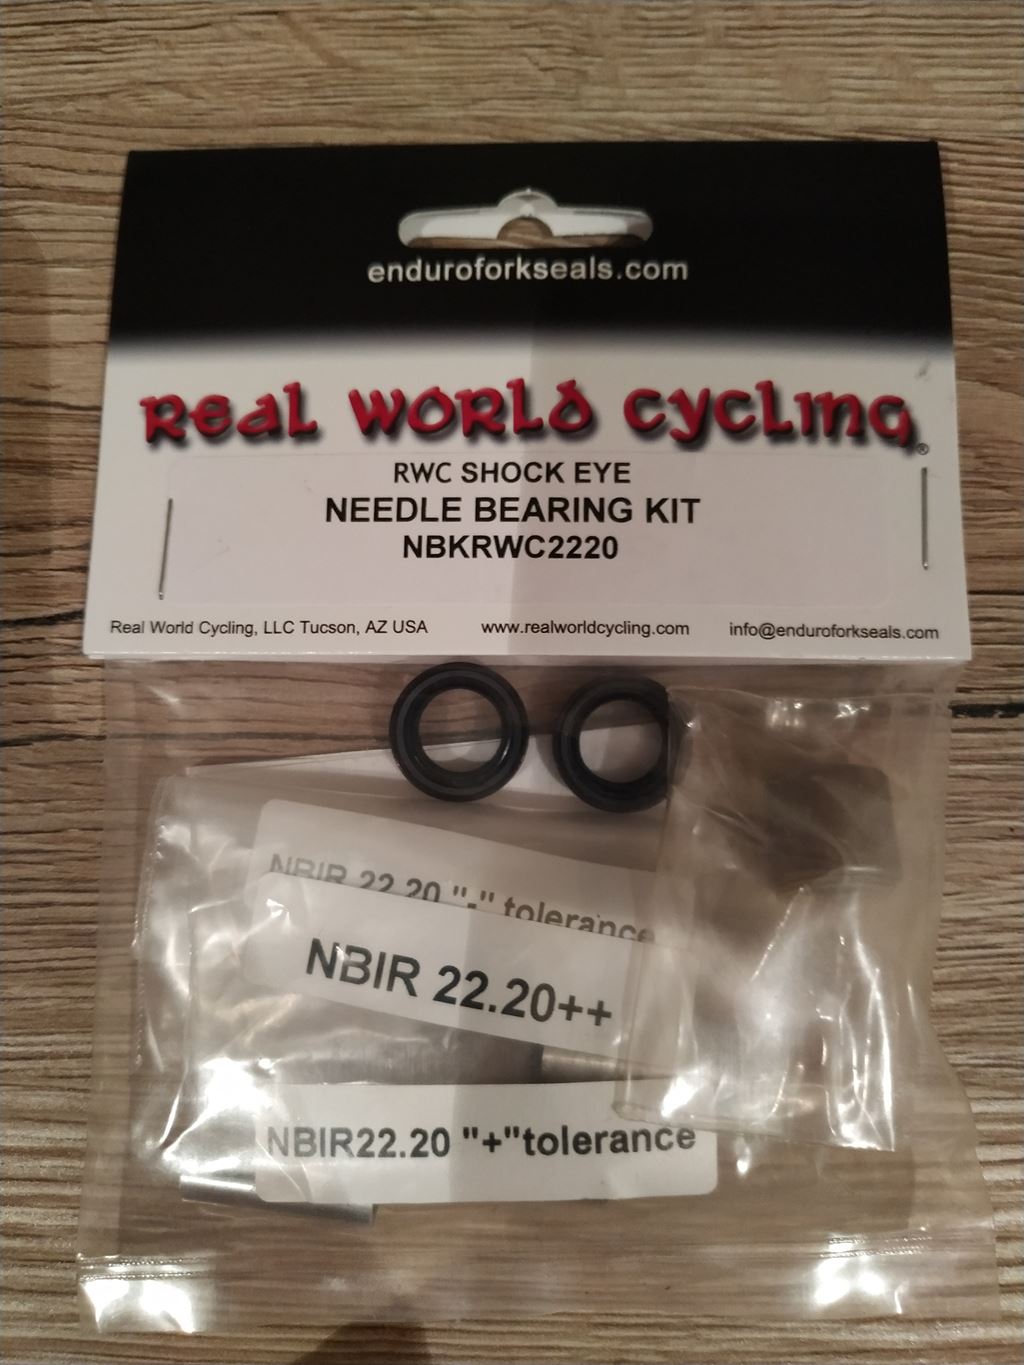 enduroforkseals.com
Real World Cycling®
RWC SHOCK EYE
NEEDLE BEARING KIT
NBKRWC2220
Real World Cycling, LLC Tucson, AZ USA
www.realworldcycling.com
info@enduroforkseals.com
NBIR 22.20 "-" tolerance
NBIR 22.20++
NBIR22.20 "+"tolerance